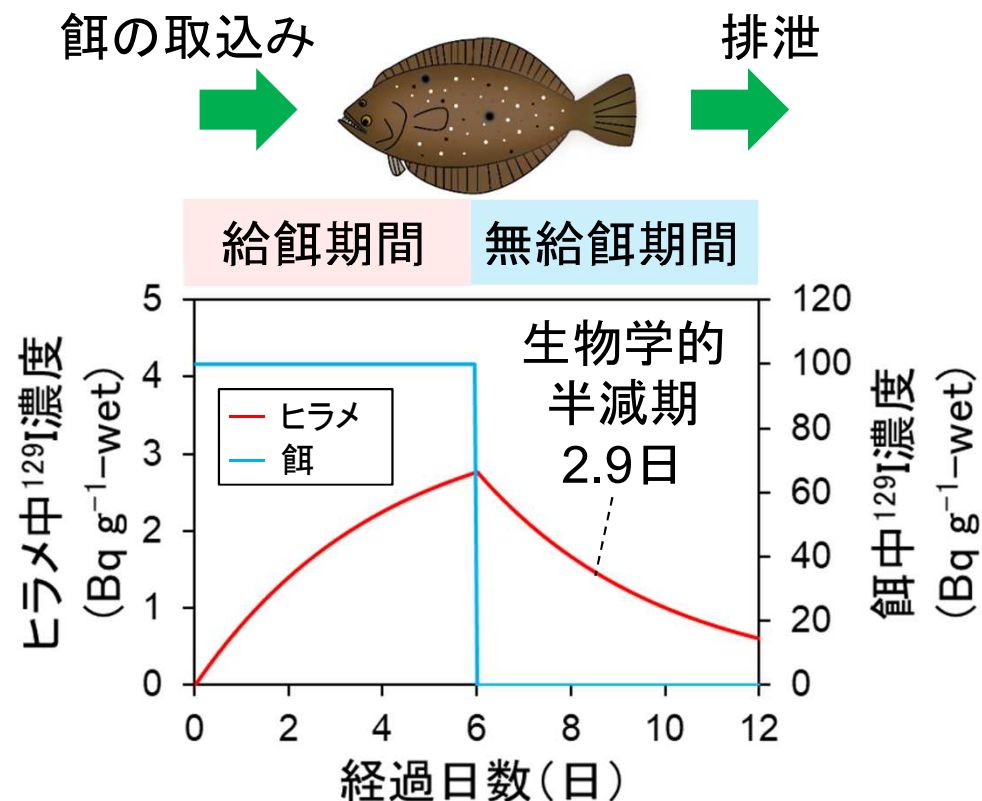 餌の取込み
排泄
給餌期間
無給餌期間
ヒラメ中¹²⁹I濃度
(Bq g⁻¹-wet)
5
4
3
2
1
0
ヒラメ
餌
生物学的
半減期
2.9日
120
100
80
60
40
20
0
餌中¹²⁹I濃度
(Bq g⁻¹-wet)
0 2 4 6 8 10 12
経過日数(日)